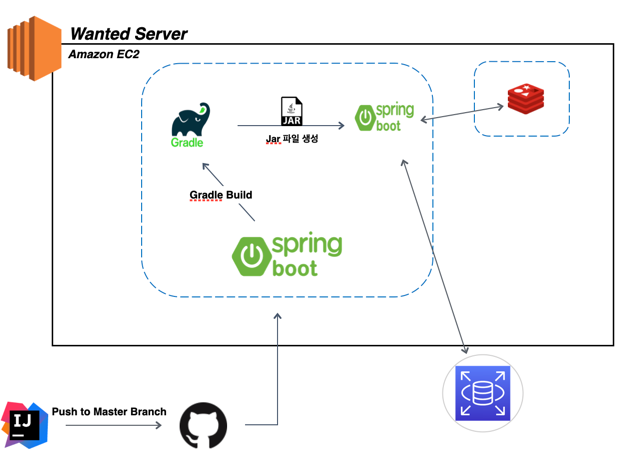 Wanted Server
Amazon EC2
Gradle
JAR
Jar 파일 생성
spring
boot
Gradle Build
spring
boot
IJ
Push to Master Branch